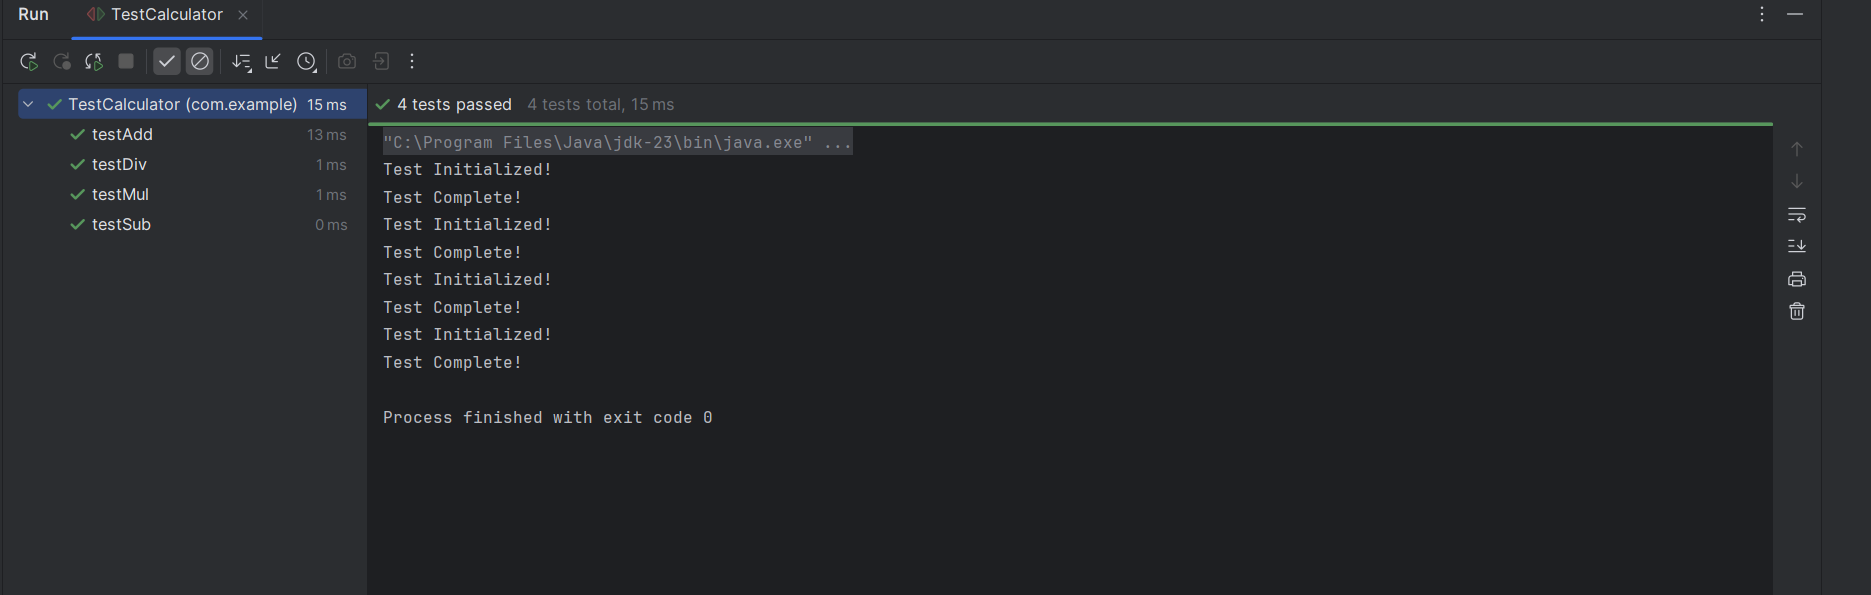 Run TestCalculator
TestCalculator (com.example) 15 ms
testAdd 13 ms
testDiv 1 ms
testMul 1 ms
testSub 0 ms
4 tests passed 4 tests total, 15 ms
"C:\Program Files\Java\jdk-23\bin\java.exe" ...
Test Initialized!
Test Complete!
Test Initialized!
Test Complete!
Test Initialized!
Test Complete!
Test Initialized!
Test Complete!
Process finished with exit code 0